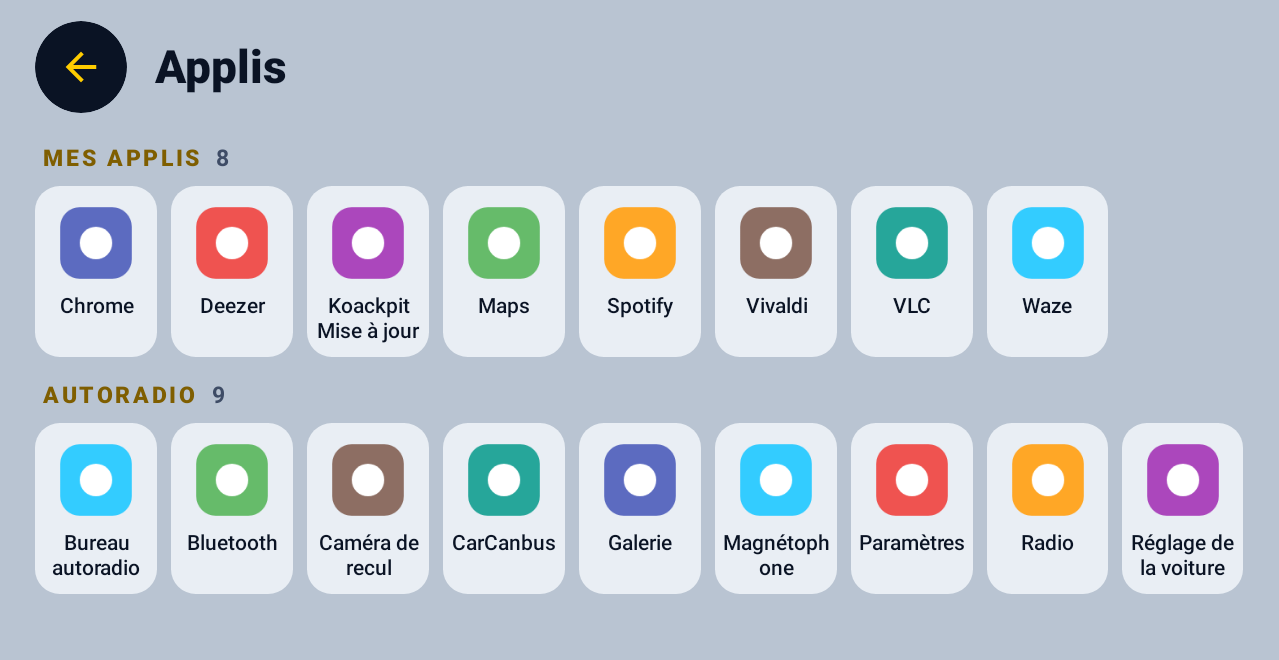 Applis
MES APPLIS 8
Chrome
Deezer
Koackpit
Mise à jour
Maps
Spotify
Vivaldi
VLC
Waze
AUTORADIO 9
Bureau
autoradio
Bluetooth
Caméra de
recul
CarCanbus
Galerie
Magnétoph
one
Paramètres
Radio
Réglage de
la voiture